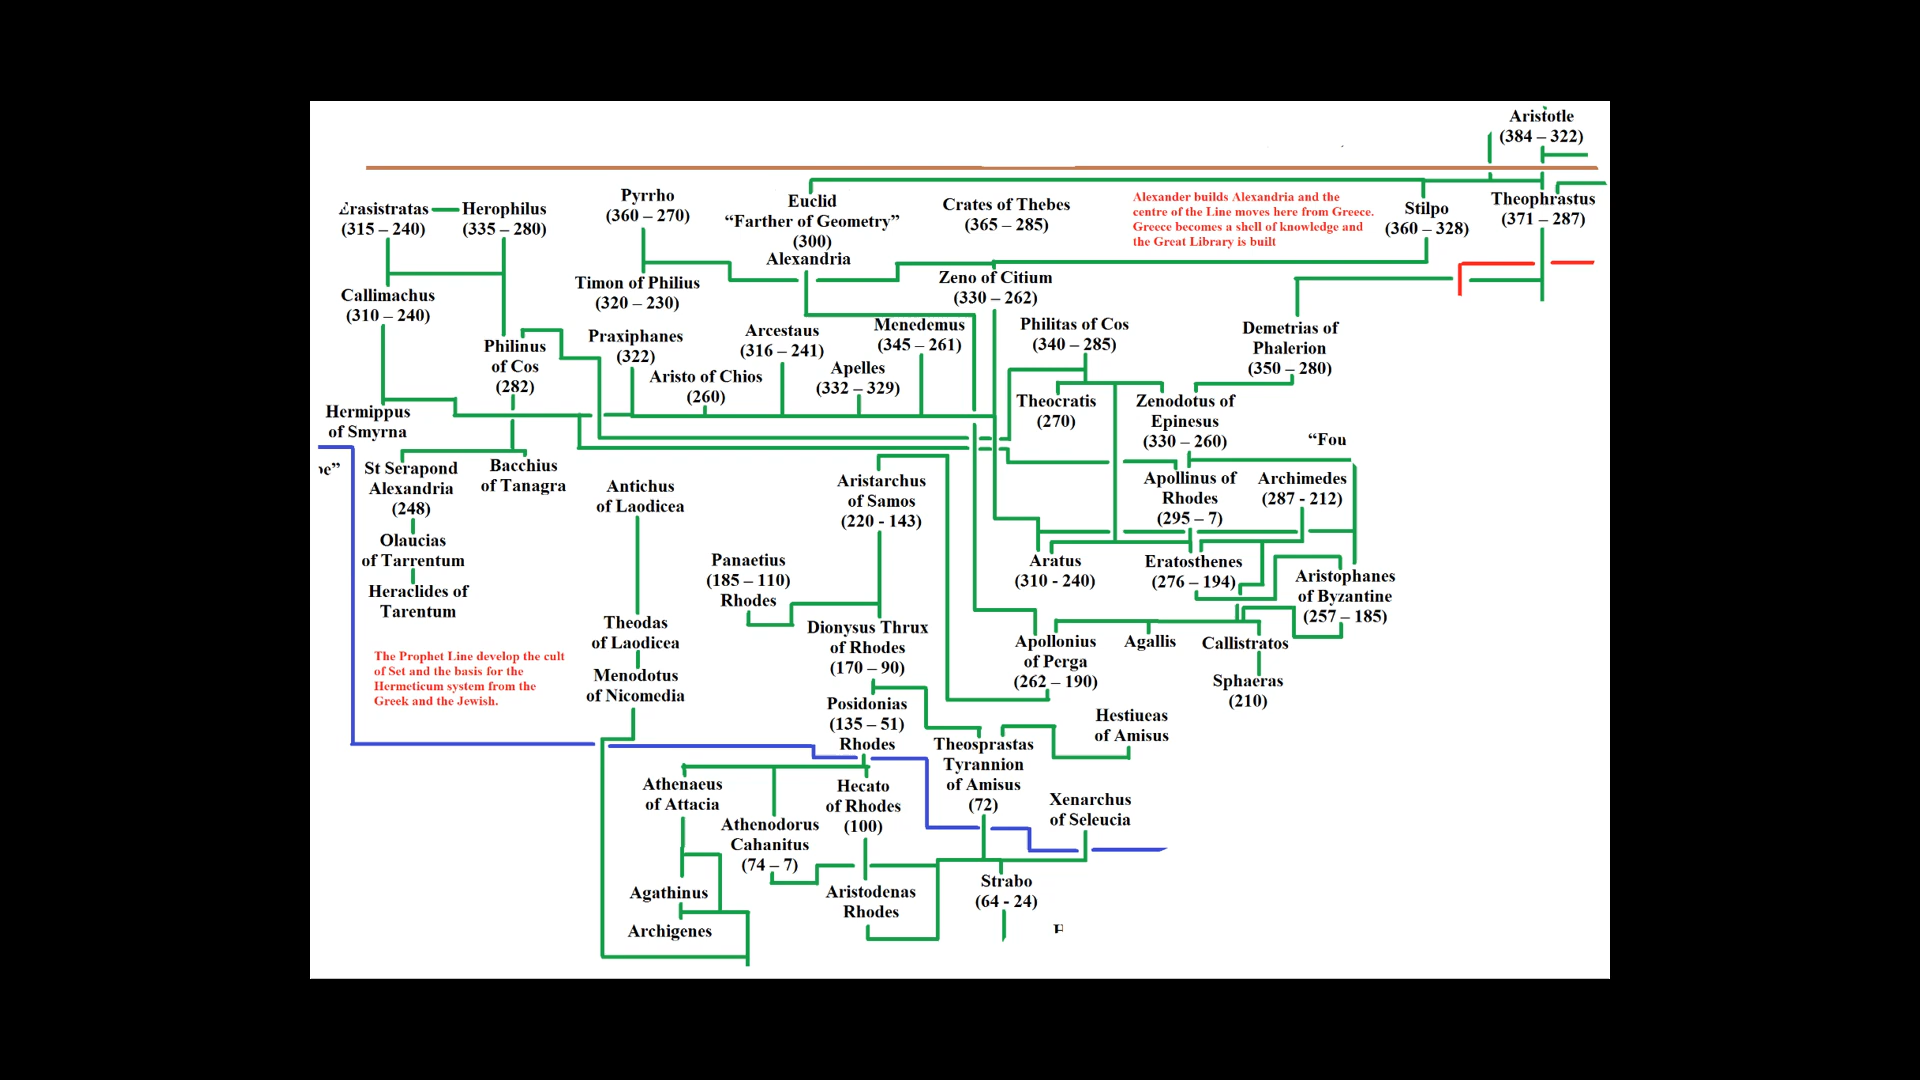 Aristotle
(384 – 322)
Erasistratas
(315 – 240)
Herophilus
(335 – 280)
Pyrrho
(360 – 270)
Euclid
“Farther of Geometry”
(300)
Alexandria
Crates of Thebes
(365 – 285)
Alexander builds Alexandria and the
centre of the Line moves here from Greece.
Greece becomes a shell of knowledge and
the Great Library is built
Stilpo
(360 – 328)
Theophrastus
(371 – 287)
Callimachus
(310 – 240)
Timon of Philius
(320 – 230)
Zeno of Citium
(330 – 262)
Philinus
of Cos
(282)
Praxiphanes
(322)
Aristo of Chios
(260)
Arcestaus
(316 – 241)
Apelles
(332 – 329)
Menedemus
(345 – 261)
Philitas of Cos
(340 – 285)
Demetrias of
Phalerion
(350 – 280)
Theocratis
(270)
Zenodotus of
Epinesus
(330 – 260)
Hermippus
of Smyrna
“Fou
St Serapond
Alexandria
(248)
Bacchius
of Tanagra
Antichus
of Laodicea
Aristarchus
of Samos
(220 - 143)
Apollinus of
Rhodes
(295 – 7)
Archimedes
(287 - 212)
Olaucias
of Tarrentum
Heraclides of
Tarentum
Panaetius
(185 – 110)
Rhodes
Aratus
(310 - 240)
Eratosthenes
(276 – 194)
Aristophanes
of Byzantine
(257 – 185)
Theodas
of Laodicea
Dionysus Thrux
of Rhodes
(170 – 90)
Apollonius
of Perga
(262 – 190)
Agallis
Callistratos
Sphaeras
(210)
The Prophet Line develop the cult
of Set and the basis for the
Hermeticum system from the
Greek and the Jewish.
Menodotus
of Nicomedia
Posidonias
(135 – 51)
Rhodes
Theosprastas
Tyrannion
of Amisus
(72)
Hestiueas
of Amisus
Athenaeus
of Attacia
Athenodorus
Cahanitus
(74 – 7)
Hecato
of Rhodes
(100)
Xenarchus
of Seleucia
Agathinus
Archigenes
Aristodenas
Rhodes
Strabo
(64 - 24)